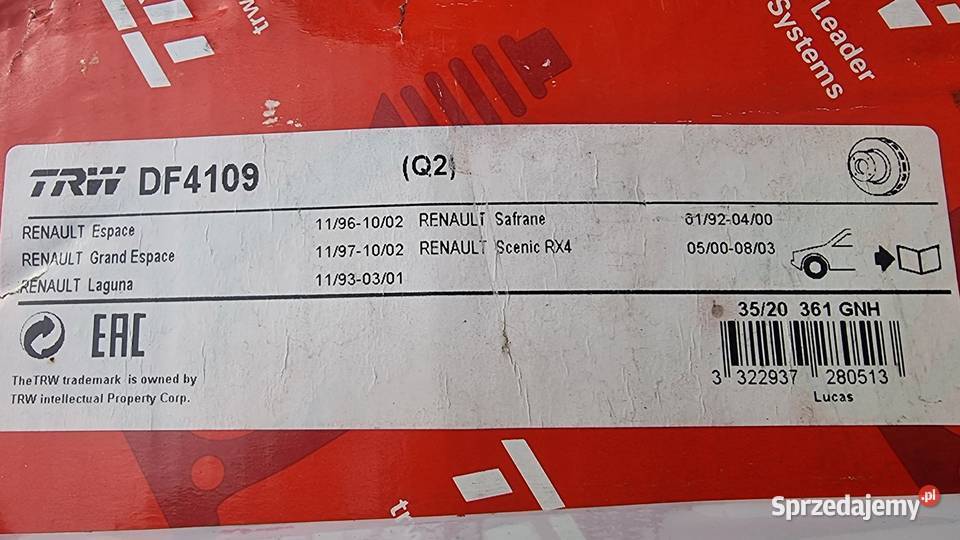 trw
Leader
Systems
TRW DF4109 (Q2)
RENAULT Espace 11/96-10/02 RENAULT Safrane 01/92-04/00
RENAULT Grand Espace 11/97-10/02 RENAULT Scenic RX4 05/00-08/03
RENAULT Laguna 11/93-03/01
EAC
35/20 361 GNH
3 322937 280513
Lucas
TheTRW trademark is owned by
TRW intellectual Property Corp.
Sprzedajemy.pl